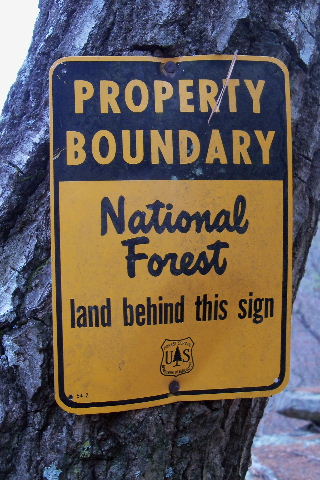 PROPERTY
BOUNDARY
National
Forest
land behind this sign
U S